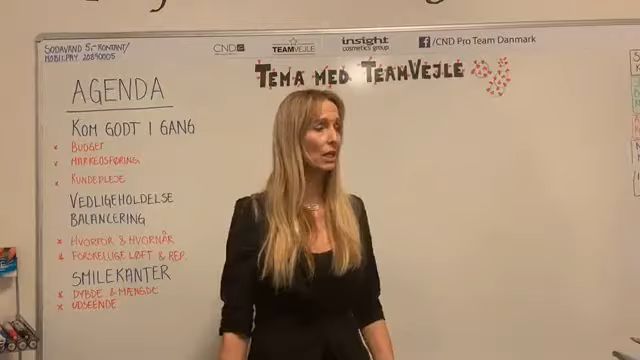 SODAVAND 5,- KONTANT/
MOBILPAY 20890005
CND
TEAMVEJLE
insight
cosmetics group
/CND Pro Team Danmark
TEMA MED TEAMVEJLE
AGENDA
KOM GODT I GANG
x BUDGET
x MARKEDSFØRING
x KUNDEPLEJE
VEDLIGEHOLDELSE
BALANCERING
x HVORFOR & HVORNÅR
x FORSKELLIGE LØFT & REP.
SMILEKANTER
x DYBDE & MÆNGDE
x UDSEENDE